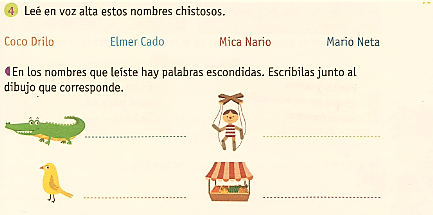 4 Leé en voz alta estos nombres chistosos.
Coco Drilo Elmer Cado Mica Nario Mario Neta
En los nombres que leíste hay palabras escondidas. Escribilas junto al
dibujo que corresponde.